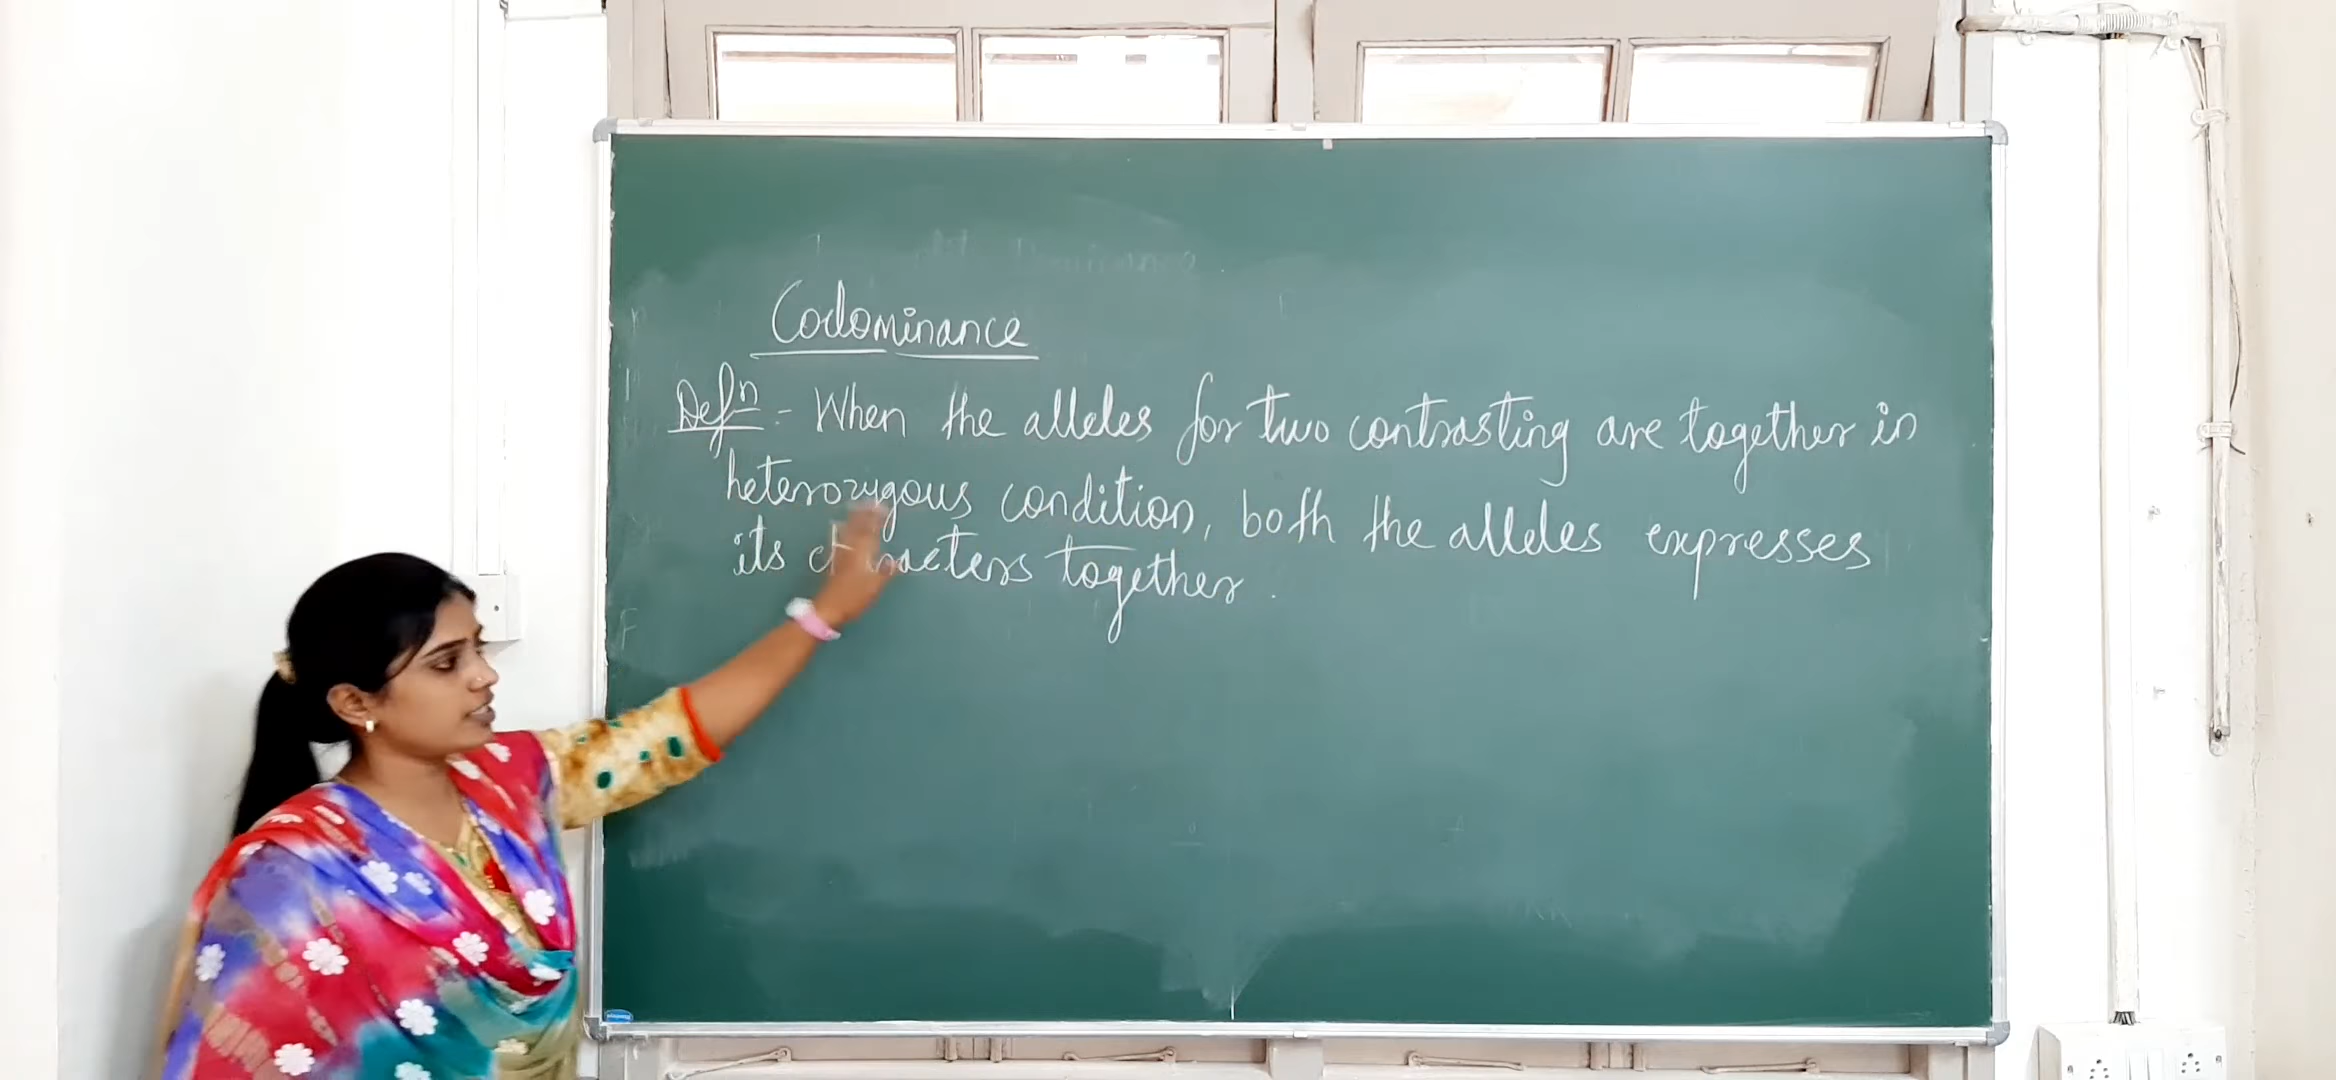 Codominance
Defn:- When the alleles for two contrasting are together in
heterozygous condition, both the alleles expresses
its characters together.